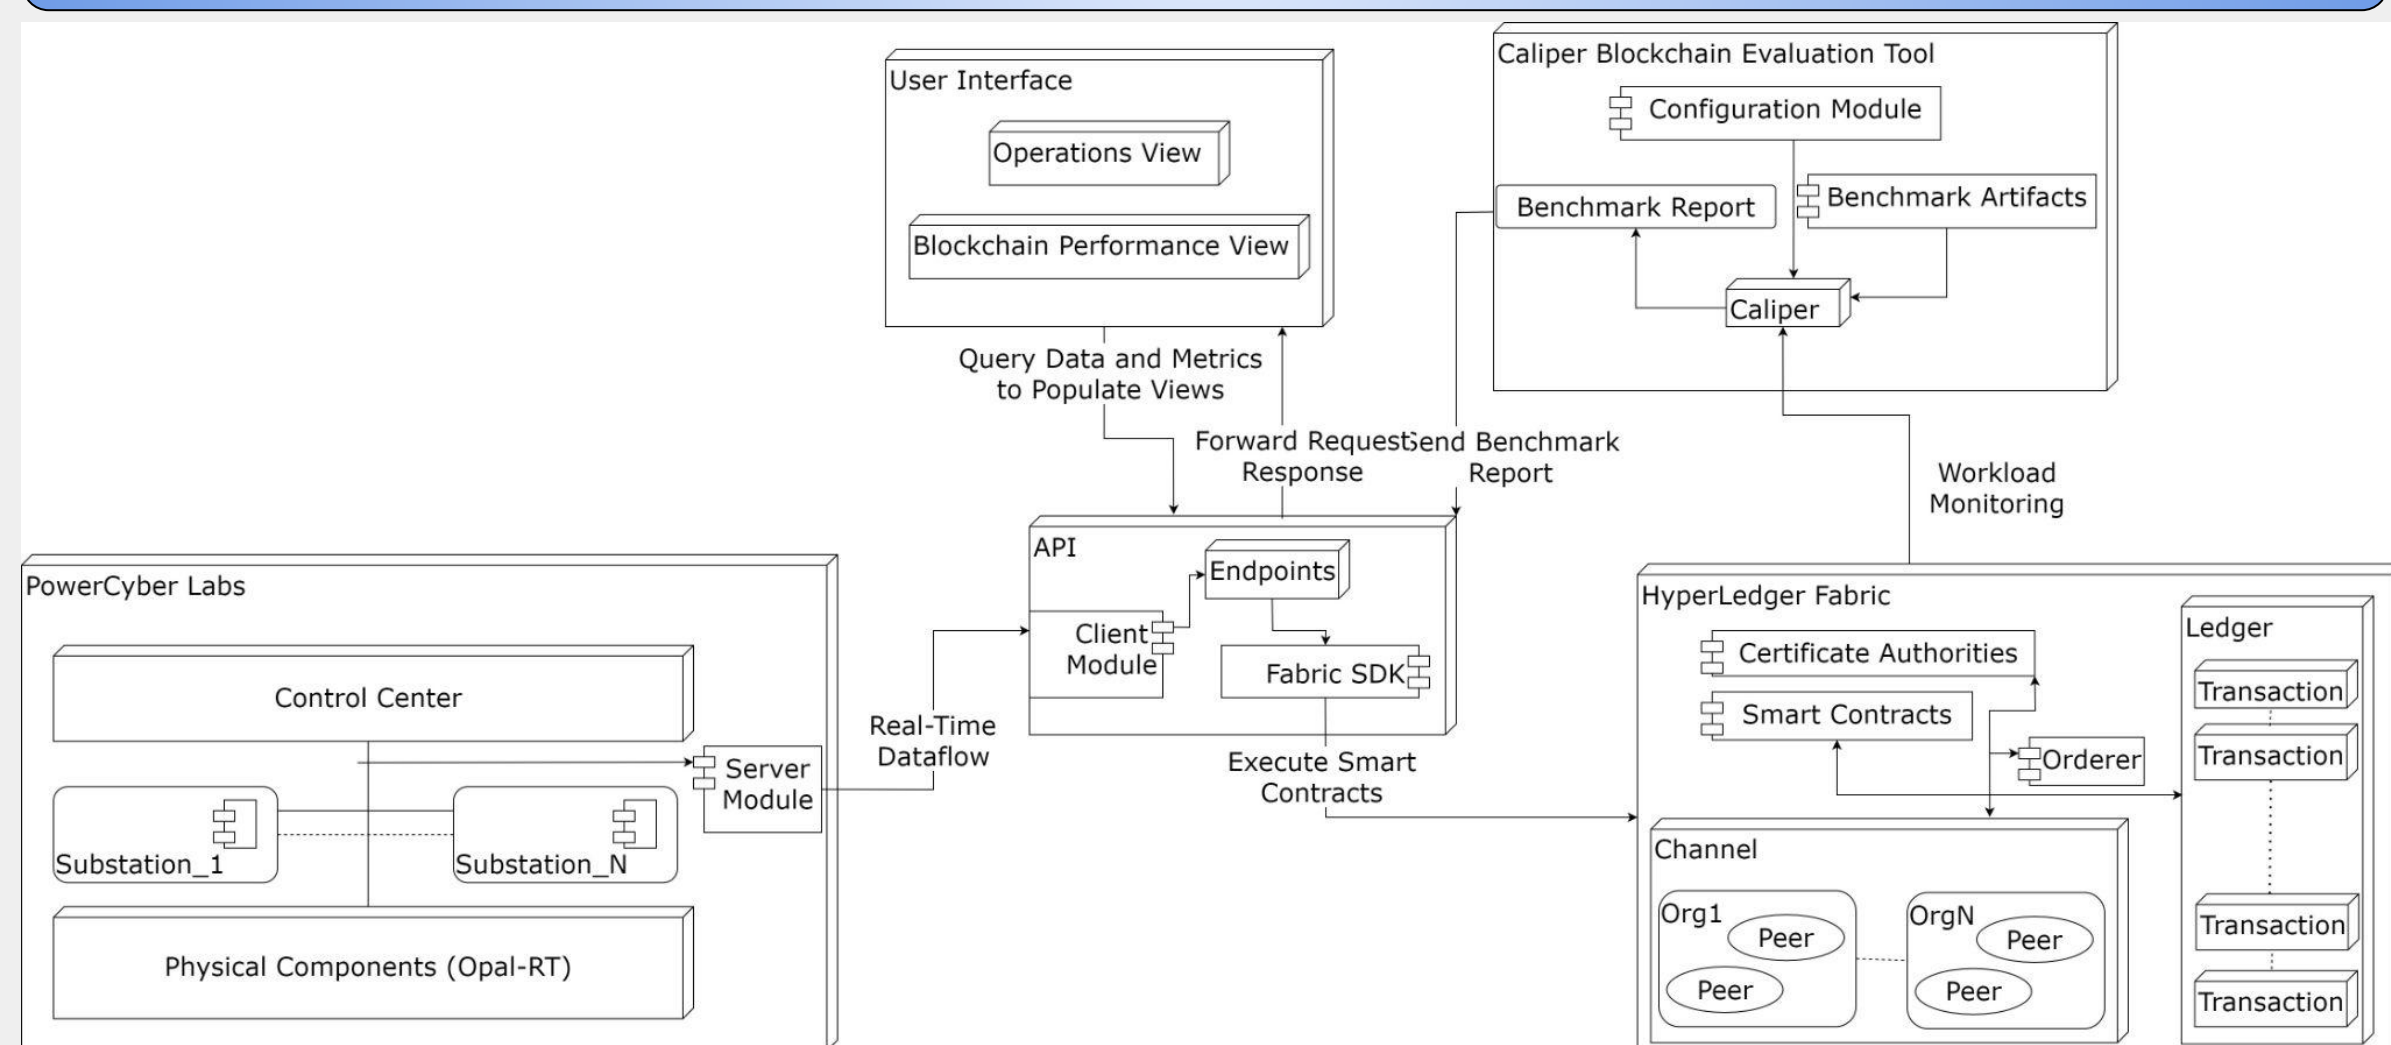 User Interface
Operations View
Blockchain Performance View
Caliper Blockchain Evaluation Tool
Configuration Module
Benchmark Report
Benchmark Artifacts
Caliper
Query Data and Metrics
to Populate Views
Forward Request
Response
Send Benchmark
Report
Workload
Monitoring
API
Endpoints
Client
Module
Fabric SDK
PowerCyber Labs
Control Center
Server
Module
Substation_1
Substation_N
Physical Components (Opal-RT)
Real-Time
Dataflow
Execute Smart
Contracts
HyperLedger Fabric
Certificate Authorities
Smart Contracts
Orderer
Channel
Org1
Peer
Peer
OrgN
Peer
Peer
Ledger
Transaction
Transaction
Transaction
Transaction